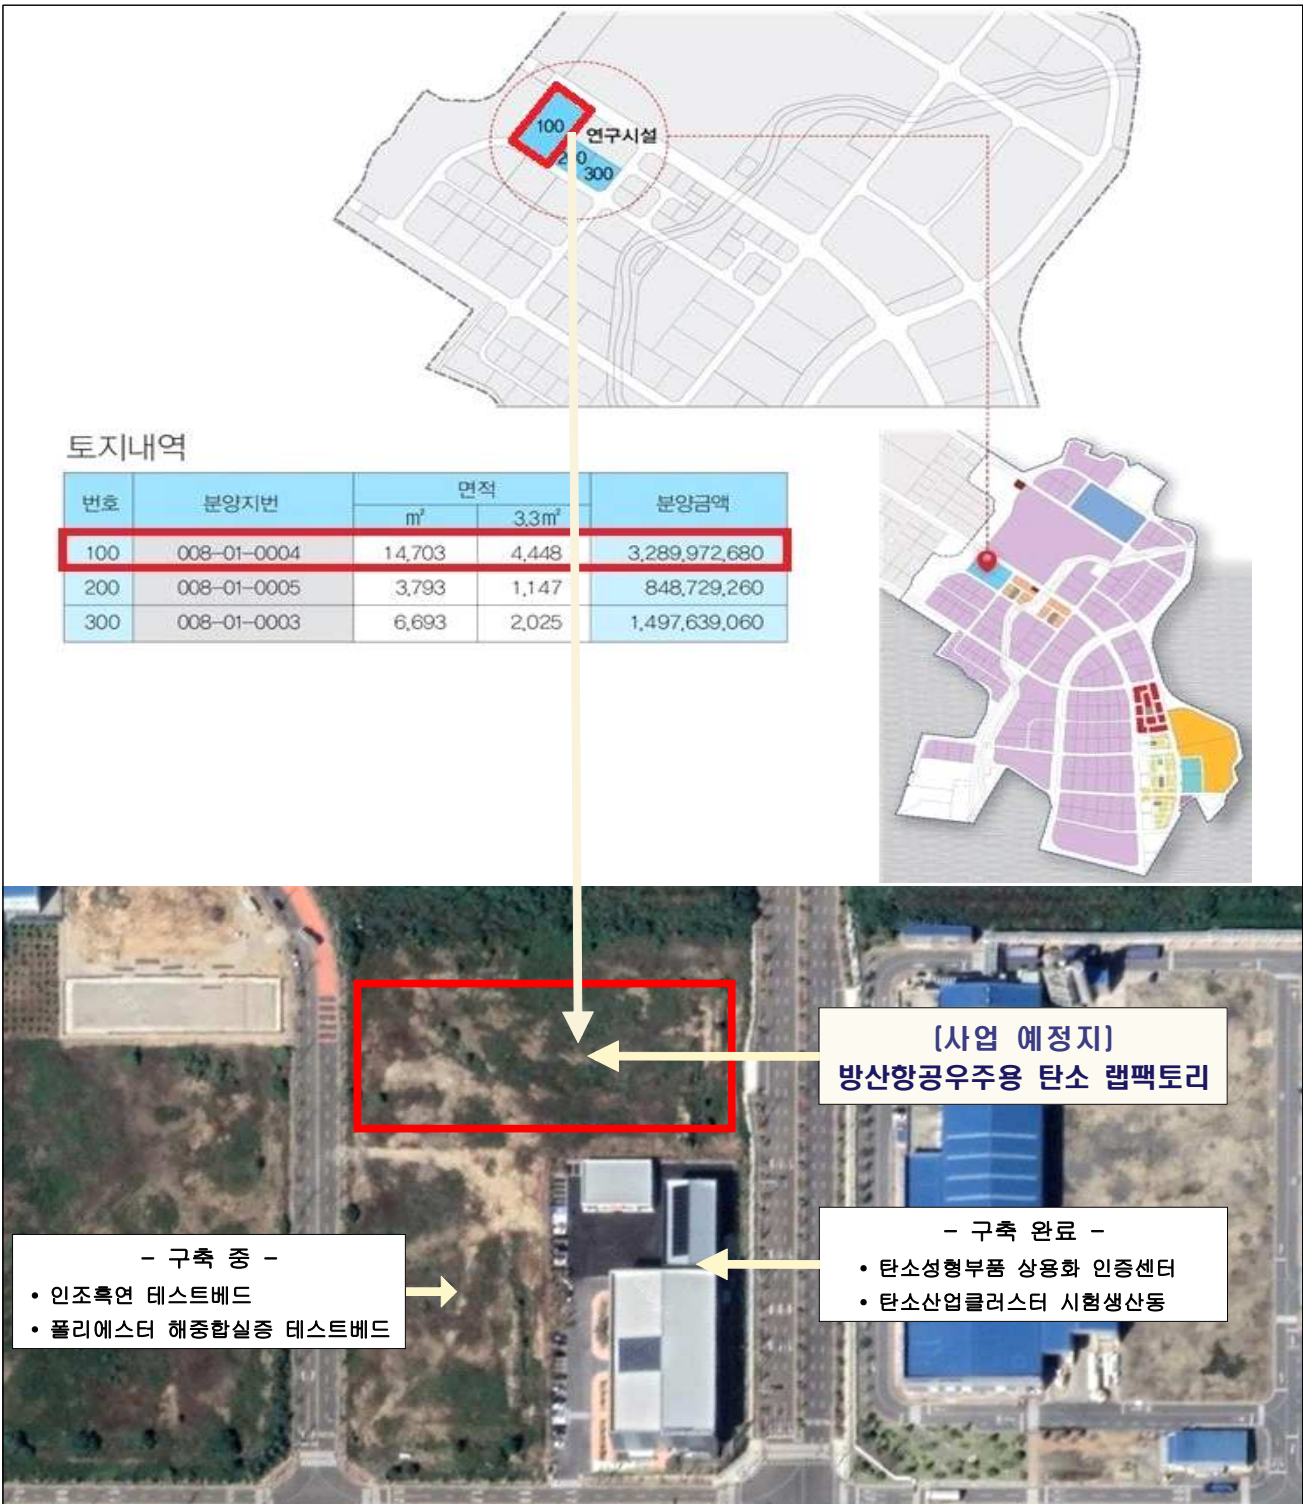 100
연구시설
200
300
토지내역
번호 분양지번 면적 분양금액
㎡ 3.3㎡
100 008-01-0004 14,703 4,448 3,289,972,680
200 008-01-0005 3,793 1,147 848,729,260
300 008-01-0003 6,693 2,025 1,497,639,060
[사업 예정지]
방산항공우주용 탄소 랩팩토리
- 구축 중 -
• 인조흑연 테스트베드
• 폴리에스터 해중합실증 테스트베드
- 구축 완료 -
• 탄소성형부품 상용화 인증센터
• 탄소산업클러스터 시험생산동